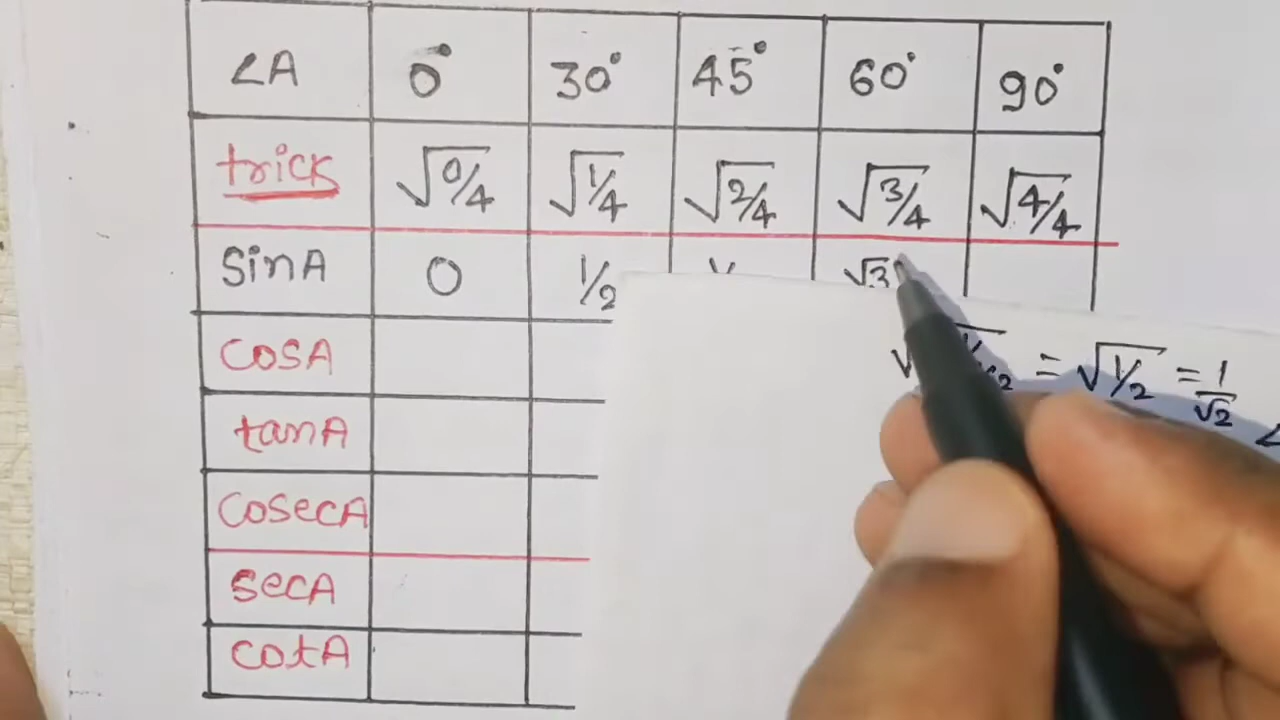 ∠A 0° 30° 45° 60° 90°
trick √0/4 √1/4 √2/4 √3/4 √4/4
SinA 0 1/2 √3
COSA
tanA
CosecA
SecA
CotA
= √1/2 = 1/√2